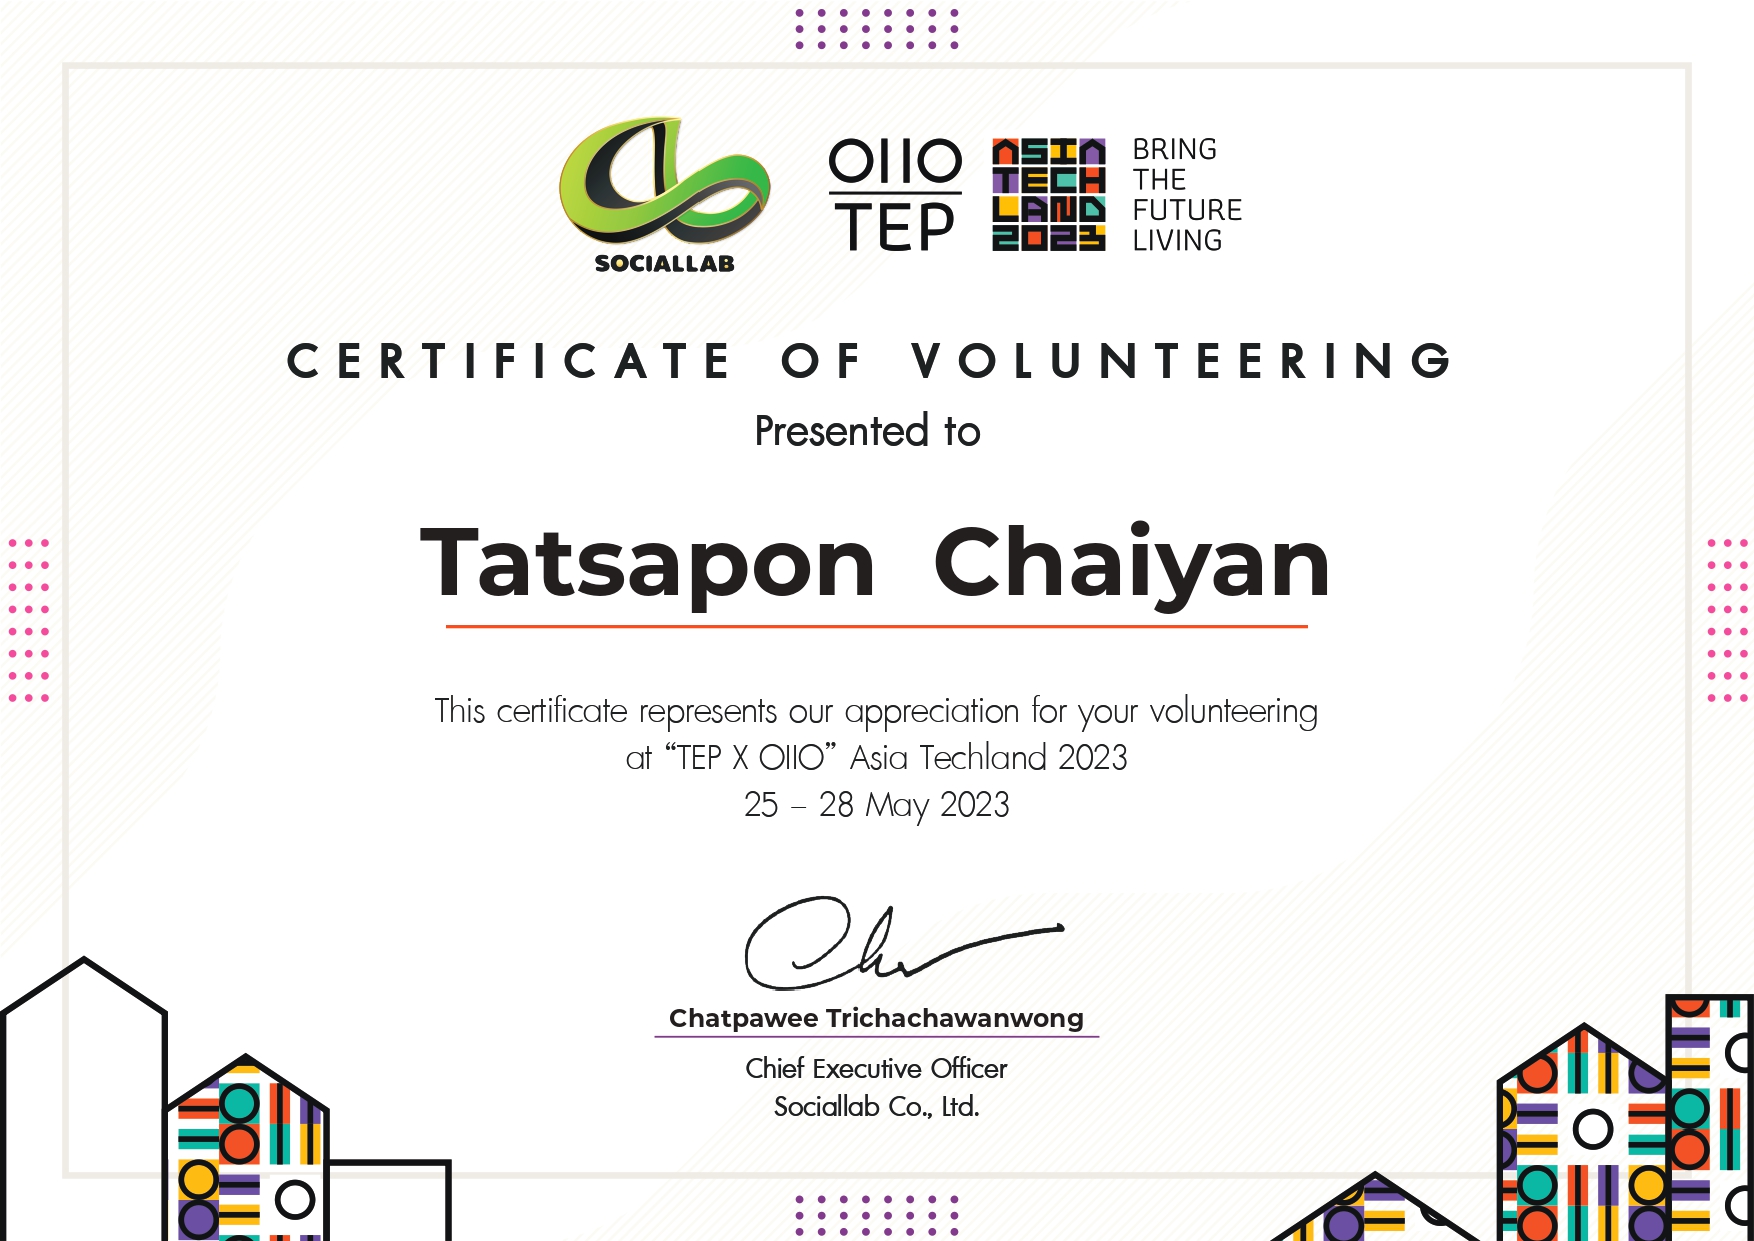 SOCIALLAB
OIIO
TEP
ASIA
TECH
LAND
2023
BRING
THE
FUTURE
LIVING
CERTIFICATE OF VOLUNTEERING
Presented to
Tatsapon Chaiyan
This certificate represents our appreciation for your volunteering
at “TEP X OIIO” Asia Techland 2023
25 – 28 May 2023
Chatpawee Trichachawanwong
Chief Executive Officer
Sociallab Co., Ltd.